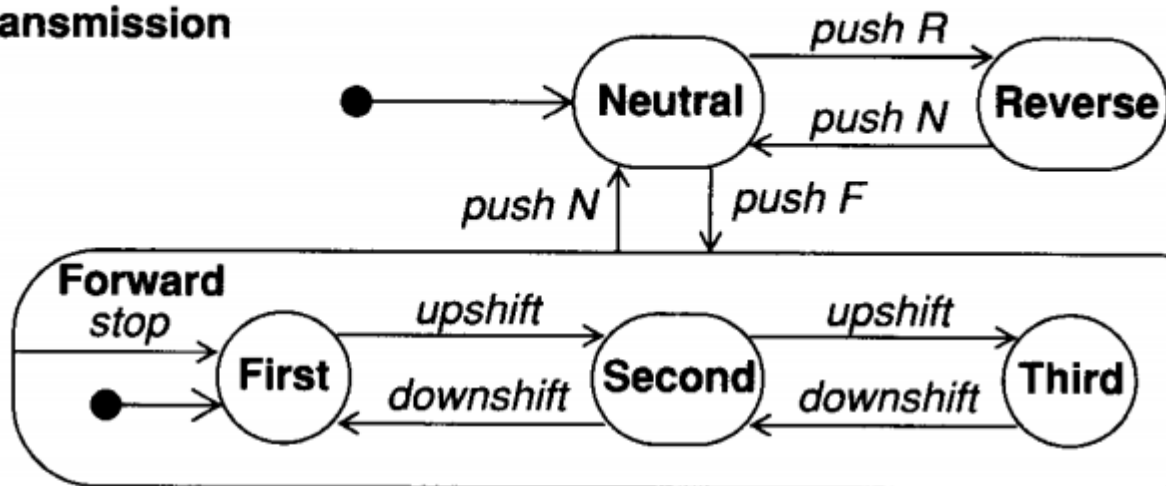 ansmission
push R
Neutral
Reverse
push N
push N
push F
Forward
stop
upshift
upshift
First
Second
Third
downshift
downshift